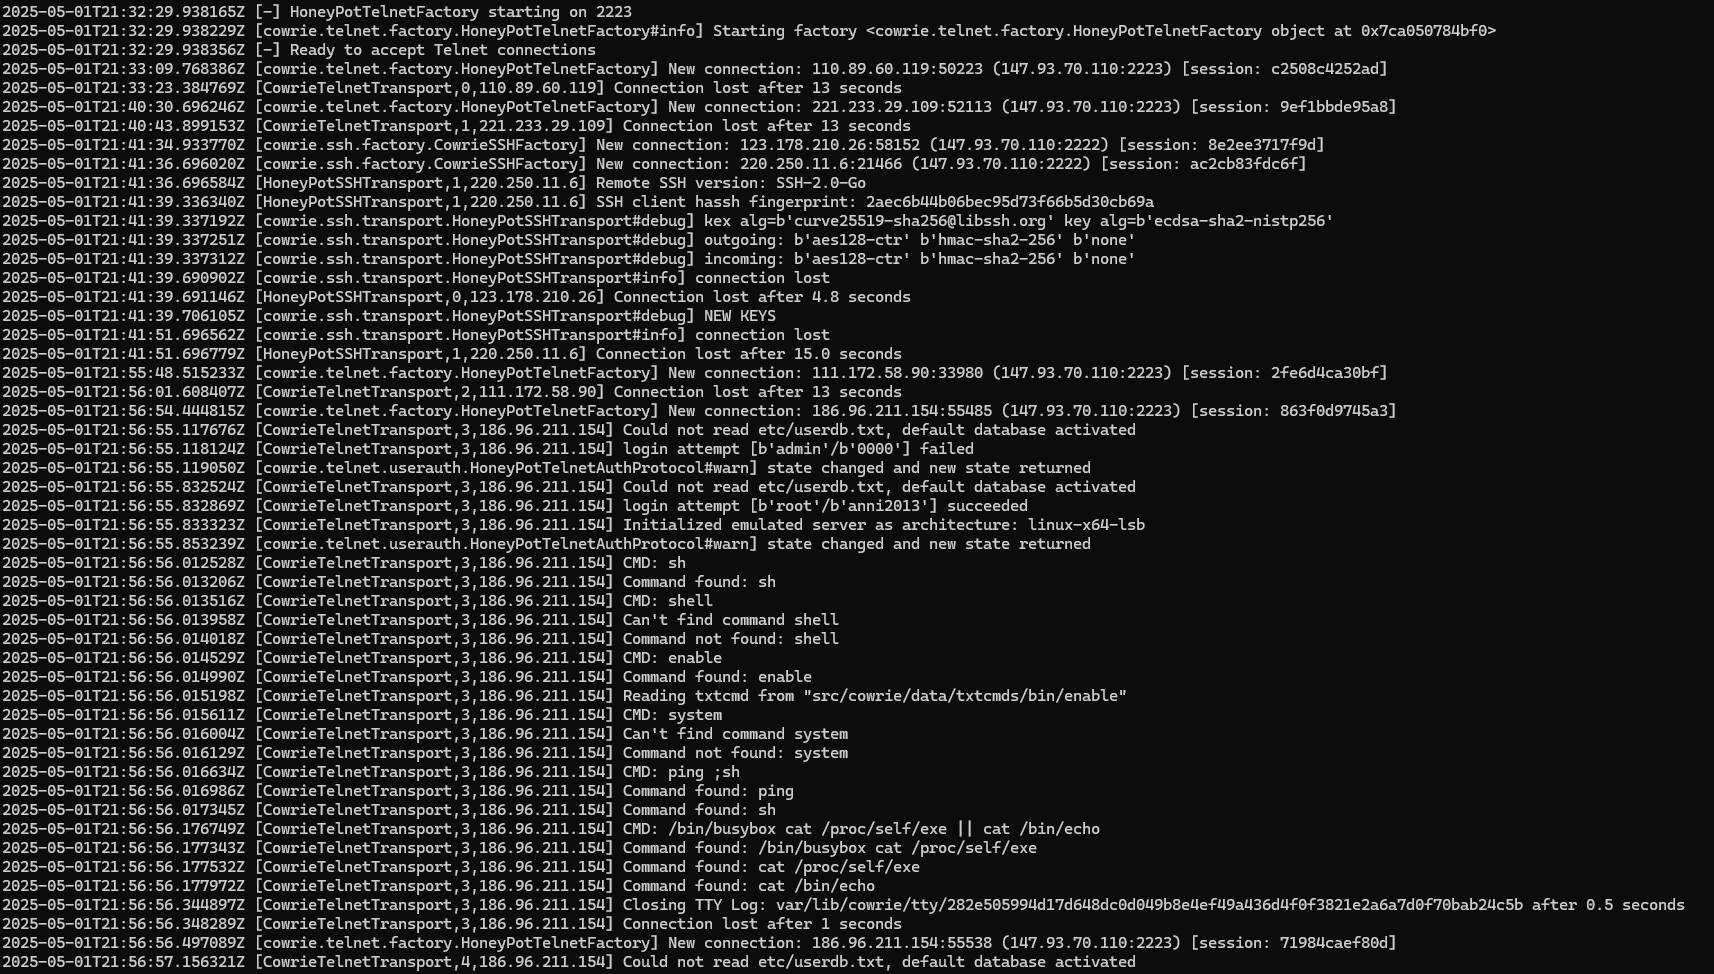 2025-05-01T21:32:29.938165Z [-] HoneyPotTelnetFactory starting on 2223
2025-05-01T21:32:29.938229Z [cowrie.telnet.factory.HoneyPotTelnetFactory#info] Starting factory <cowrie.telnet.factory.HoneyPotTelnetFactory object at 0x7ca050784bf0>
2025-05-01T21:32:29.938356Z [-] Ready to accept Telnet connections
2025-05-01T21:33:09.768386Z [cowrie.telnet.factory.HoneyPotTelnetFactory] New connection: 110.89.60.119:50223 (147.93.70.110:2223) [session: c2508c4252ad]
2025-05-01T21:33:23.384769Z [CowrieTelnetTransport,0,110.89.60.119] Connection lost after 13 seconds
2025-05-01T21:40:30.696246Z [cowrie.telnet.factory.HoneyPotTelnetFactory] New connection: 221.233.29.109:52113 (147.93.70.110:2223) [session: 9ef1bbde95a8]
2025-05-01T21:40:43.899153Z [CowrieTelnetTransport,1,221.233.29.109] Connection lost after 13 seconds
2025-05-01T21:41:34.933770Z [cowrie.ssh.factory.CowrieSSHFactory] New connection: 123.178.210.26:58152 (147.93.70.110:2222) [session: 8e2ee3717f9d]
2025-05-01T21:41:36.696020Z [cowrie.ssh.factory.CowrieSSHFactory] New connection: 220.250.11.6:21466 (147.93.70.110:2222) [session: ac2cb83fdc6f]
2025-05-01T21:41:36.696584Z [HoneyPotSSHTransport,1,220.250.11.6] Remote SSH version: SSH-2.0-Go
2025-05-01T21:41:39.336340Z [HoneyPotSSHTransport,1,220.250.11.6] SSH client hassh fingerprint: 2aec6b44b06bec95d73f66b5d30cb69a
2025-05-01T21:41:39.337192Z [cowrie.ssh.transport.HoneyPotSSHTransport#debug] kex alg=b'curve25519-sha256@libssh.org' key alg=b'ecdsa-sha2-nistp256'
2025-05-01T21:41:39.337251Z [cowrie.ssh.transport.HoneyPotSSHTransport#debug] outgoing: b'aes128-ctr' b'hmac-sha2-256' b'none'
2025-05-01T21:41:39.337312Z [cowrie.ssh.transport.HoneyPotSSHTransport#debug] incoming: b'aes128-ctr' b'hmac-sha2-256' b'none'
2025-05-01T21:41:39.690902Z [cowrie.ssh.transport.HoneyPotSSHTransport#info] connection lost
2025-05-01T21:41:39.691146Z [HoneyPotSSHTransport,0,123.178.210.26] Connection lost after 4.8 seconds
2025-05-01T21:41:39.706105Z [cowrie.ssh.transport.HoneyPotSSHTransport#debug] NEW KEYS
2025-05-01T21:41:51.696562Z [cowrie.ssh.transport.HoneyPotSSHTransport#info] connection lost
2025-05-01T21:41:51.696779Z [HoneyPotSSHTransport,1,220.250.11.6] Connection lost after 15.0 seconds
2025-05-01T21:55:48.515233Z [cowrie.telnet.factory.HoneyPotTelnetFactory] New connection: 111.172.58.90:33980 (147.93.70.110:2223) [session: 2fe6d4ca30bf]
2025-05-01T21:56:01.608407Z [CowrieTelnetTransport,2,111.172.58.90] Connection lost after 13 seconds
2025-05-01T21:56:54.444815Z [cowrie.telnet.factory.HoneyPotTelnetFactory] New connection: 186.96.211.154:55485 (147.93.70.110:2223) [session: 863f0d9745a3]
2025-05-01T21:56:55.117676Z [CowrieTelnetTransport,3,186.96.211.154] Could not read etc/userdb.txt, default database activated
2025-05-01T21:56:55.118124Z [CowrieTelnetTransport,3,186.96.211.154] login attempt [b'admin'/b'0000'] failed
2025-05-01T21:56:55.119050Z [cowrie.telnet.userauth.HoneyPotTelnetAuthProtocol#warn] state changed and new state returned
2025-05-01T21:56:55.832524Z [CowrieTelnetTransport,3,186.96.211.154] Could not read etc/userdb.txt, default database activated
2025-05-01T21:56:55.832869Z [CowrieTelnetTransport,3,186.96.211.154] login attempt [b'root'/b'anni2013'] succeeded
2025-05-01T21:56:55.833323Z [CowrieTelnetTransport,3,186.96.211.154] Initialized emulated server as architecture: linux-x64-lsb
2025-05-01T21:56:55.853239Z [cowrie.telnet.userauth.HoneyPotTelnetAuthProtocol#warn] state changed and new state returned
2025-05-01T21:56:56.012528Z [CowrieTelnetTransport,3,186.96.211.154] CMD: sh
2025-05-01T21:56:56.013206Z [CowrieTelnetTransport,3,186.96.211.154] Command found: sh
2025-05-01T21:56:56.013516Z [CowrieTelnetTransport,3,186.96.211.154] CMD: shell
2025-05-01T21:56:56.013958Z [CowrieTelnetTransport,3,186.96.211.154] Can't find command shell
2025-05-01T21:56:56.014018Z [CowrieTelnetTransport,3,186.96.211.154] Command not found: shell
2025-05-01T21:56:56.014529Z [CowrieTelnetTransport,3,186.96.211.154] CMD: enable
2025-05-01T21:56:56.014990Z [CowrieTelnetTransport,3,186.96.211.154] Command found: enable
2025-05-01T21:56:56.015198Z [CowrieTelnetTransport,3,186.96.211.154] Reading txtcmd from "src/cowrie/data/txtcmds/bin/enable"
2025-05-01T21:56:56.015611Z [CowrieTelnetTransport,3,186.96.211.154] CMD: system
2025-05-01T21:56:56.016004Z [CowrieTelnetTransport,3,186.96.211.154] Can't find command system
2025-05-01T21:56:56.016129Z [CowrieTelnetTransport,3,186.96.211.154] Command not found: system
2025-05-01T21:56:56.016634Z [CowrieTelnetTransport,3,186.96.211.154] CMD: ping ;sh
2025-05-01T21:56:56.016986Z [CowrieTelnetTransport,3,186.96.211.154] Command found: ping
2025-05-01T21:56:56.017345Z [CowrieTelnetTransport,3,186.96.211.154] Command found: sh
2025-05-01T21:56:56.176749Z [CowrieTelnetTransport,3,186.96.211.154] CMD: /bin/busybox cat /proc/self/exe || cat /bin/echo
2025-05-01T21:56:56.177343Z [CowrieTelnetTransport,3,186.96.211.154] Command found: /bin/busybox cat /proc/self/exe
2025-05-01T21:56:56.177532Z [CowrieTelnetTransport,3,186.96.211.154] Command found: cat /proc/self/exe
2025-05-01T21:56:56.177972Z [CowrieTelnetTransport,3,186.96.211.154] Command found: cat /bin/echo
2025-05-01T21:56:56.344897Z [CowrieTelnetTransport,3,186.96.211.154] Closing TTY Log: var/lib/cowrie/tty/282e505994d17d648dc0d049b8e4ef49a436d4f0f3821e2a6a7d0f70bab24c5b after 0.5 seconds
2025-05-01T21:56:56.348289Z [CowrieTelnetTransport,3,186.96.211.154] Connection lost after 1 seconds
2025-05-01T21:56:56.497089Z [cowrie.telnet.factory.HoneyPotTelnetFactory] New connection: 186.96.211.154:55538 (147.93.70.110:2223) [session: 71984caef80d]
2025-05-01T21:56:57.156321Z [CowrieTelnetTransport,4,186.96.211.154] Could not read etc/userdb.txt, default database activated